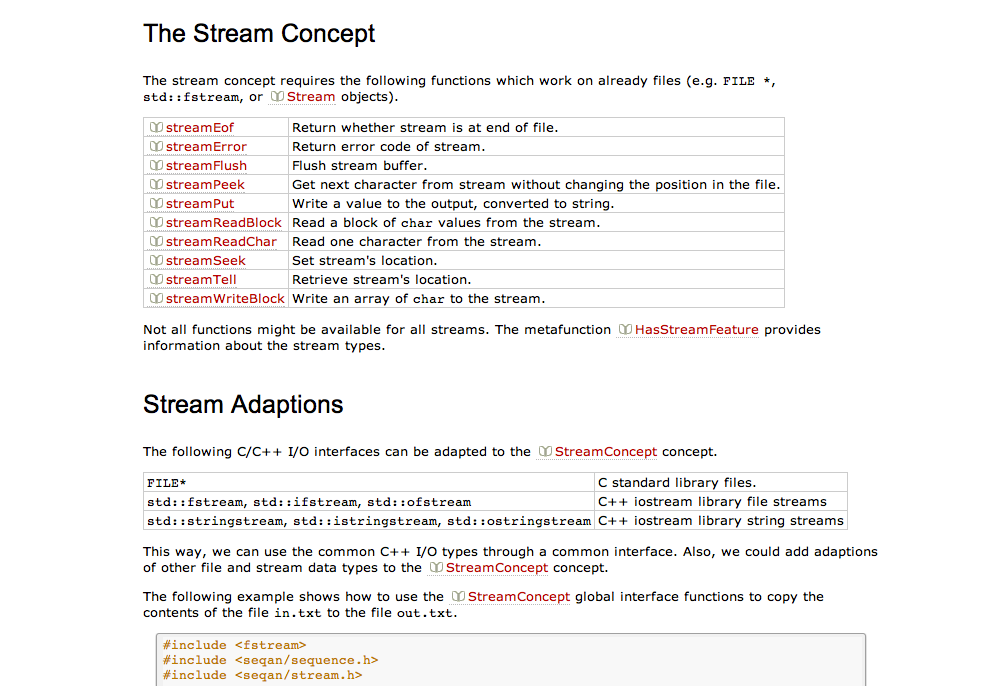 The Stream Concept
The stream concept requires the following functions which work on already files (e.g. FILE *,
std::fstream, or Stream objects).
streamEof Return whether stream is at end of file.
streamError Return error code of stream.
streamFlush Flush stream buffer.
streamPeek Get next character from stream without changing the position in the file.
streamPut Write a value to the output, converted to string.
streamReadBlock Read a block of char values from the stream.
streamReadChar Read one character from the stream.
streamSeek Set stream's location.
streamTell Retrieve stream's location.
streamWriteBlock Write an array of char to the stream.
Not all functions might be available for all streams. The metafunction HasStreamFeature provides
information about the stream types.
Stream Adaptions
The following C/C++ I/O interfaces can be adapted to the StreamConcept concept.
FILE* C standard library files.
std::fstream, std::ifstream, std::ofstream C++ iostream library file streams
std::stringstream, std::istringstream, std::ostringstream C++ iostream library string streams
This way, we can use the common C++ I/O types through a common interface. Also, we could add adaptions
of other file and stream data types to the StreamConcept concept.
The following example shows how to use the StreamConcept global interface functions to copy the
contents of the file in.txt to the file out.txt.
#include <fstream>
#include <seqan/sequence.h>
#include <seqan/stream.h>